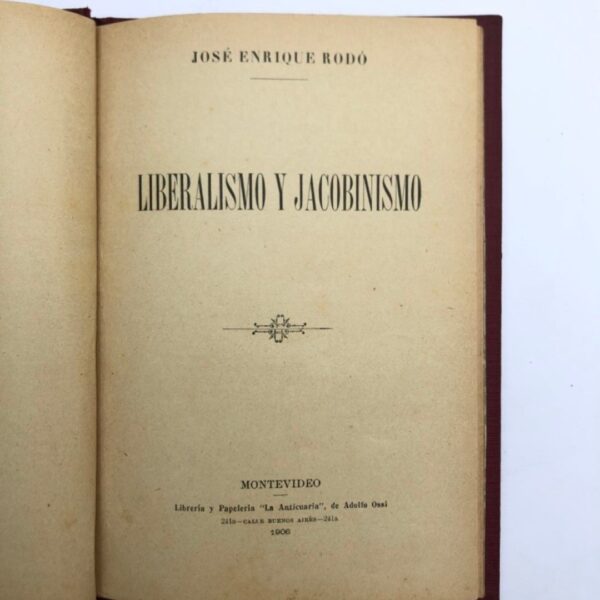 JOSÉ ENRIQUE RODÓ
LIBERALISMO Y JACOBINISMO
MONTEVIDEO
Librería y Papelería "La Anticuaria", de Adolfo Ossi
241a—CALLE BUENOS AIRES—241a
1906